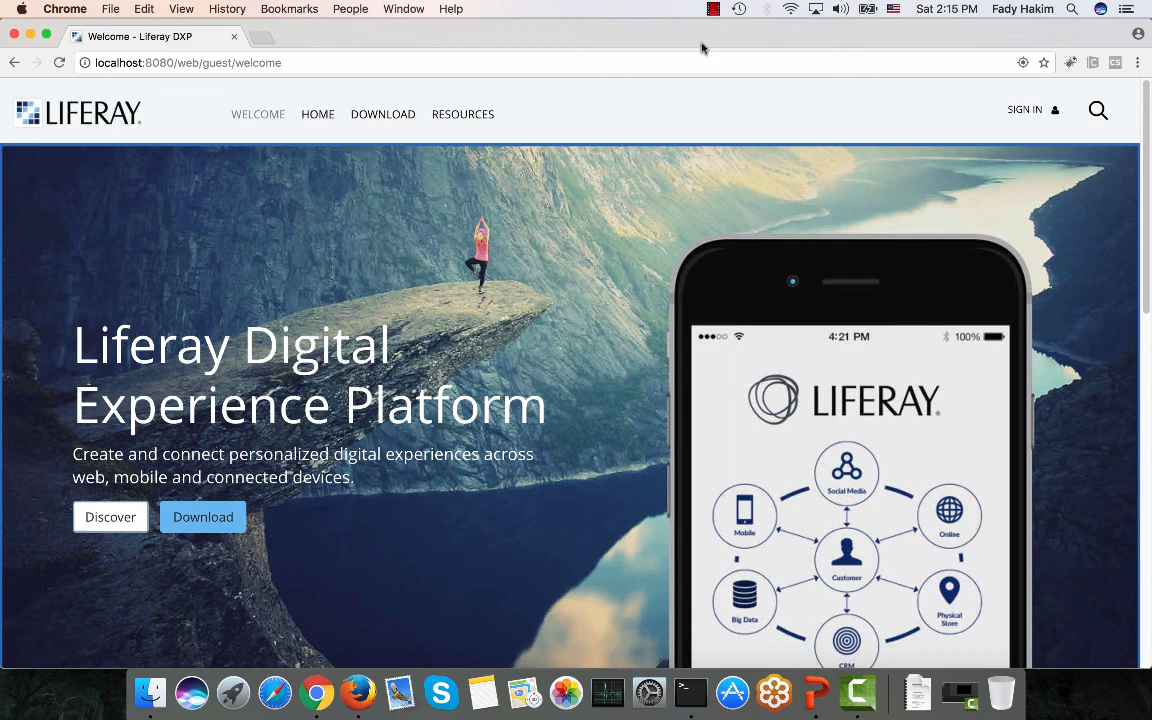 Chrome File Edit View History Bookmarks People Window Help Sat 2:15 PM Fady Hakim
Welcome - Liferay DXP
localhost:8080/web/guest/welcome
LIFERAY.
WELCOME HOME DOWNLOAD RESOURCES SIGN IN
Liferay Digital
Experience Platform
Create and connect personalized digital experiences across
web, mobile and connected devices.
Discover Download
4:21 PM 100%
LIFERAY.
Social Media
Mobile
Online
Customer
Big Data
Physical
Store
CRM